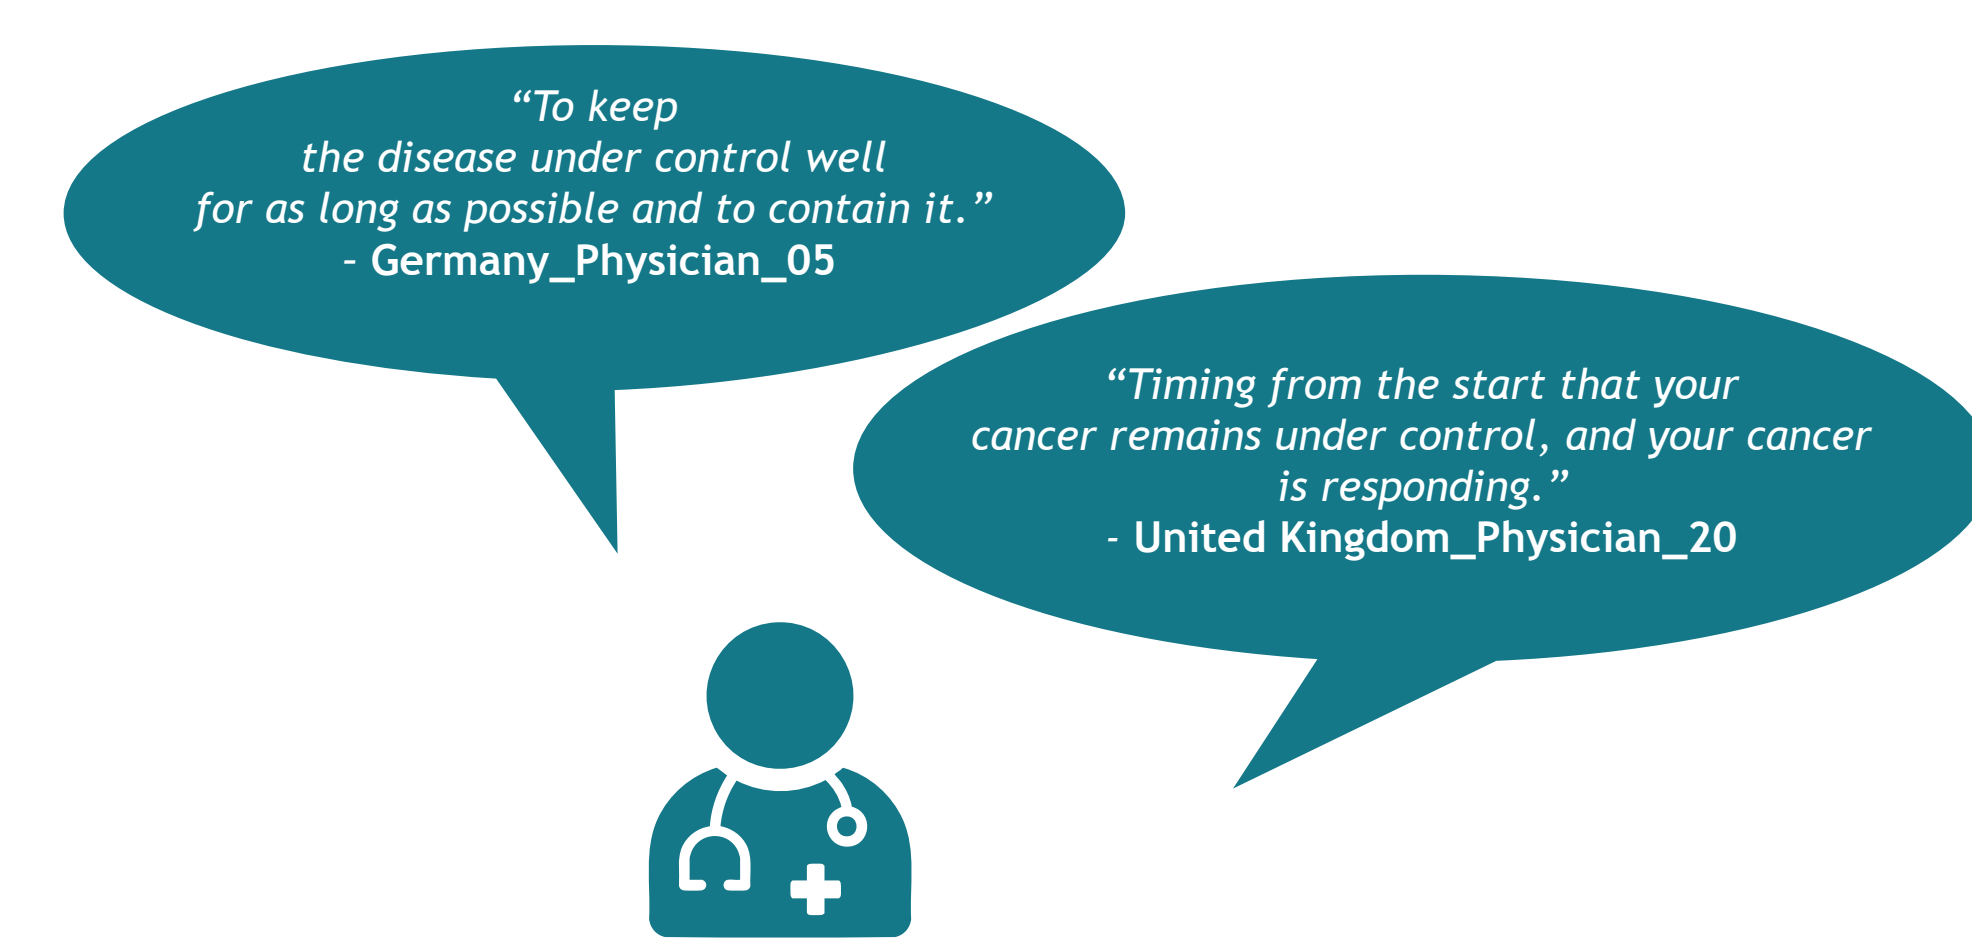 “To keep
the disease under control well
for as long as possible and to contain it.”
– Germany_Physician_05
“Timing from the start that your
cancer remains under control, and your cancer
is responding.”
- United Kingdom_Physician_20